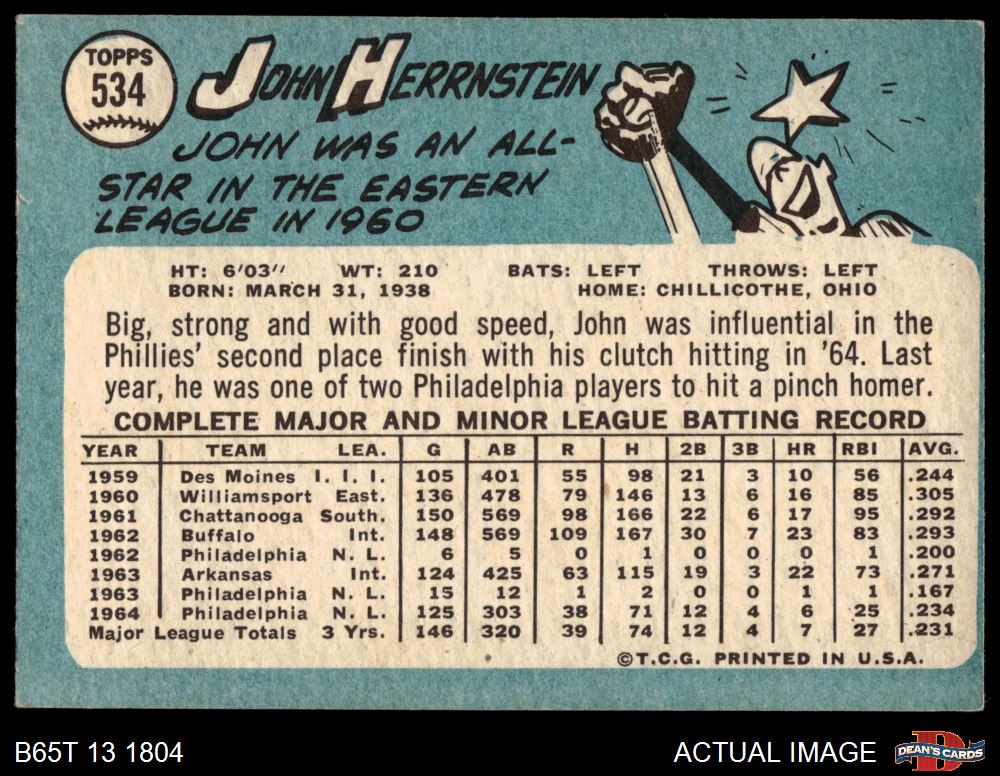 TOPPS
534
JOHN HERRNSTEIN
JOHN WAS AN ALL-
STAR IN THE EASTERN
LEAGUE IN 1960
HT: 6'03" WT: 210 BATS: LEFT THROWS: LEFT
BORN: MARCH 31, 1938 HOME: CHILLICOTHE, OHIO
Big, strong and with good speed, John was influential in the
Phillies' second place finish with his clutch hitting in '64. Last
year, he was one of two Philadelphia players to hit a pinch homer.
COMPLETE MAJOR AND MINOR LEAGUE BATTING RECORD
YEAR TEAM LEA. G AB R H 2B 3B HR RBI AVG.
1959 Des Moines I. I. I. 105 401 55 98 21 3 10 56 .244
1960 Williamsport East. 136 478 79 146 13 6 16 85 .305
1961 Chattanooga South. 150 569 98 166 22 6 17 95 .292
1962 Buffalo Int. 148 569 109 167 30 7 23 83 .293
1962 Philadelphia N. L. 6 5 0 1 0 0 0 1 .200
1963 Arkansas Int. 124 425 63 115 19 3 22 73 .271
1963 Philadelphia N. L. 15 12 1 2 0 0 1 1 .167
1964 Philadelphia N. L. 125 303 38 71 12 4 6 25 .234
Major League Totals 3 Yrs. 146 320 39 74 12 4 7 27 .231
©T.C.G. PRINTED IN U.S.A.
B65T 13 1804 ACTUAL IMAGE DEAN'S CARDS